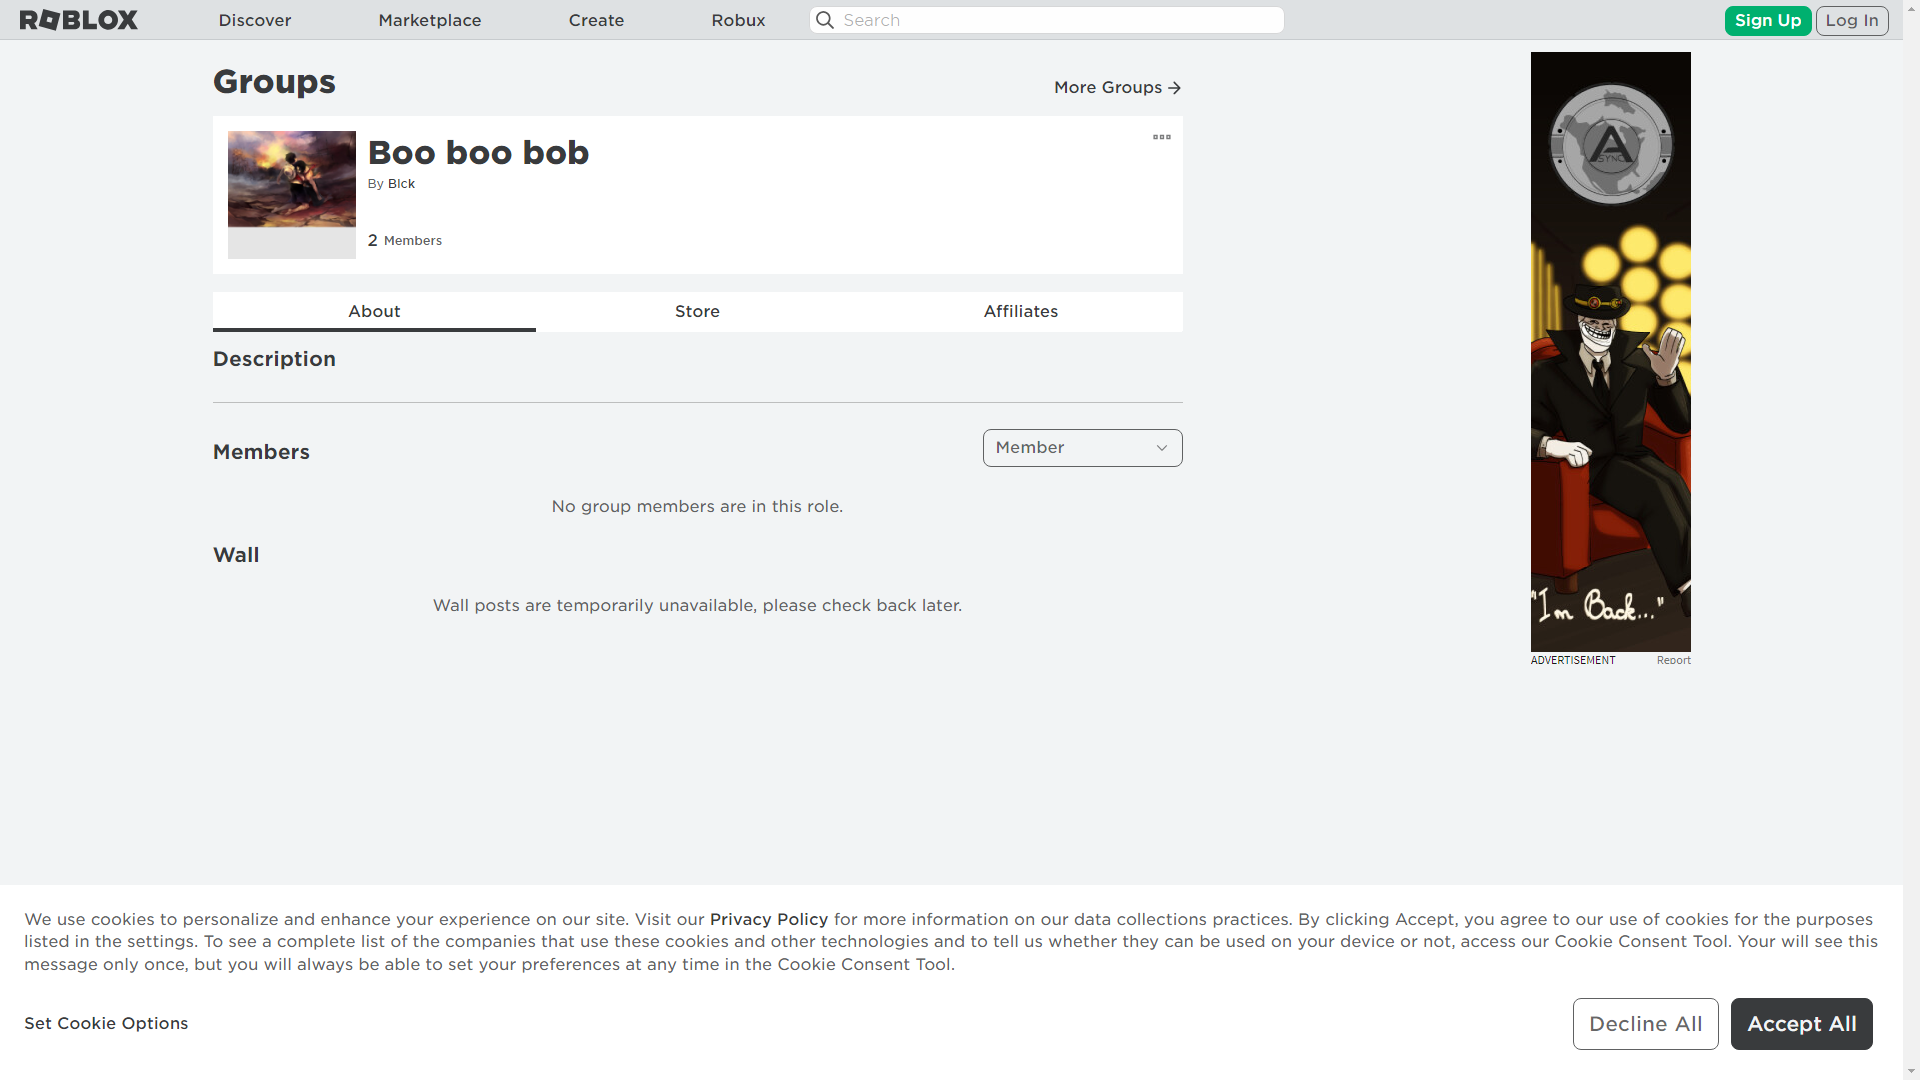 ROBLOX
Discover
Marketplace
Create
Robux
Search
Sign Up
Log In
Groups
More Groups
Boo boo bob
By Blck
2 Members
About
Store
Affiliates
Description
Members
Member
No group members are in this role.
Wall
Wall posts are temporarily unavailable, please check back later.
A
SYNC
"I'm Back..."
ADVERTISEMENT
Report
We use cookies to personalize and enhance your experience on our site. Visit our Privacy Policy for more information on our data collections practices. By clicking Accept, you agree to our use of cookies for the purposes
listed in the settings. To see a complete list of the companies that use these cookies and other technologies and to tell us whether they can be used on your device or not, access our Cookie Consent Tool. Your will see this
message only once, but you will always be able to set your preferences at any time in the Cookie Consent Tool.
Set Cookie Options
Decline All
Accept All